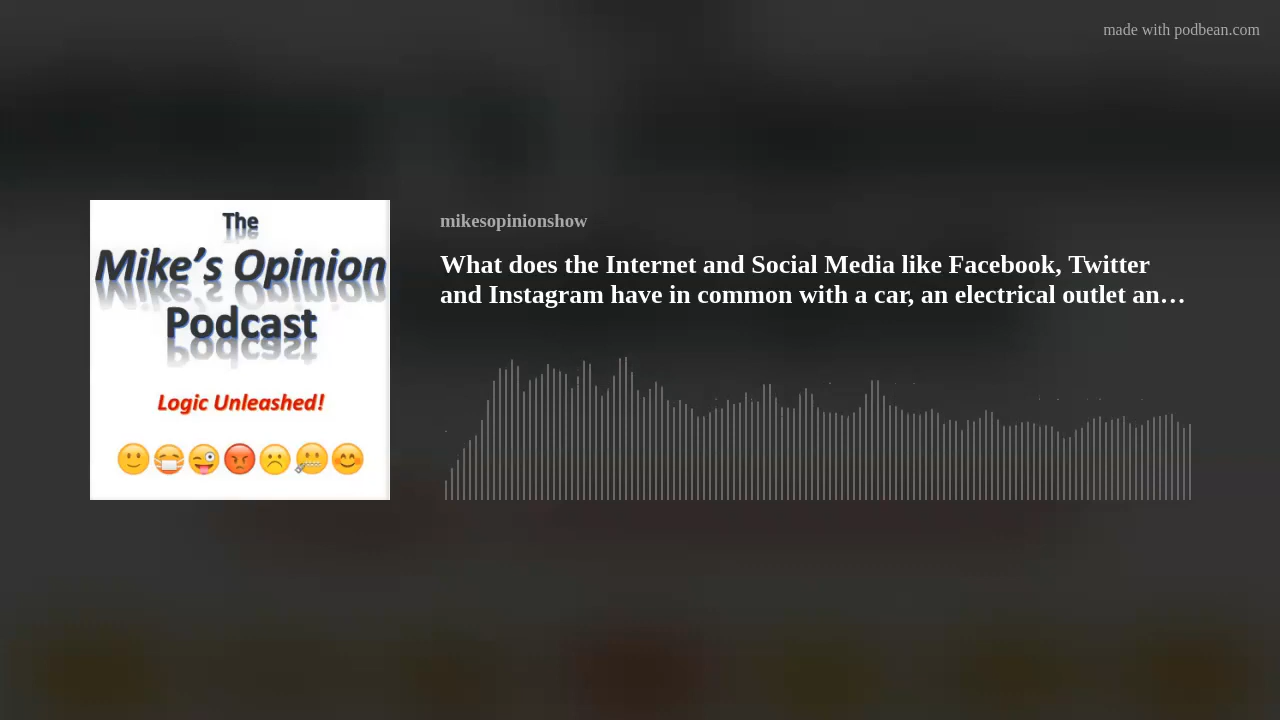 made with podbean.com
The
Mike's Opinion
Podcast
Logic Unleashed!
mikesopinionshow
What does the Internet and Social Media like Facebook, Twitter
and Instagram have in common with a car, an electrical outlet an…